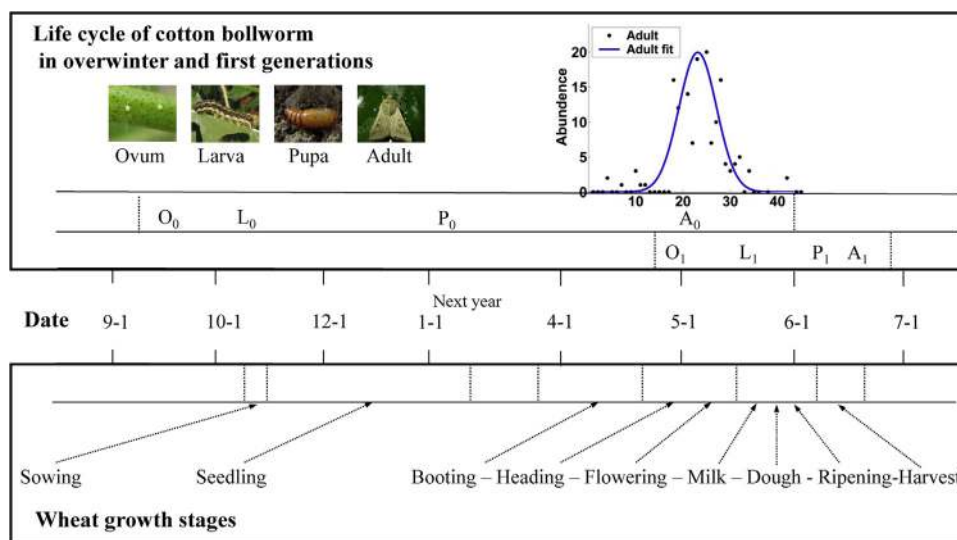 Life cycle of cotton bollworm
in overwinter and first generations
Ovum Larva Pupa Adult
Adult
Adult fit
Abundence
20
15
10
5
0
10 20 30 40
O0 L0 P0 A0
O1 L1 P1 A1
Next year
Date 9-1 10-1 12-1 1-1 4-1 5-1 6-1 7-1
Sowing Seedling Booting – Heading – Flowering – Milk – Dough - Ripening-Harvest
Wheat growth stages